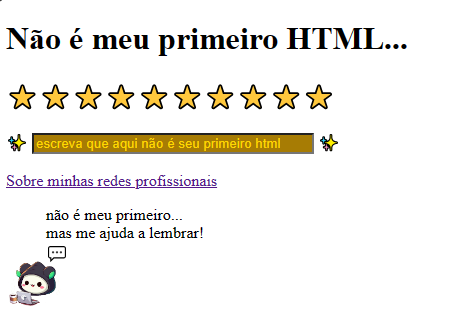 Não é meu primeiro HTML...
escreva que aqui não é seu primeiro html
Sobre minhas redes profissionais
não é meu primeiro...
mas me ajuda a lembrar!